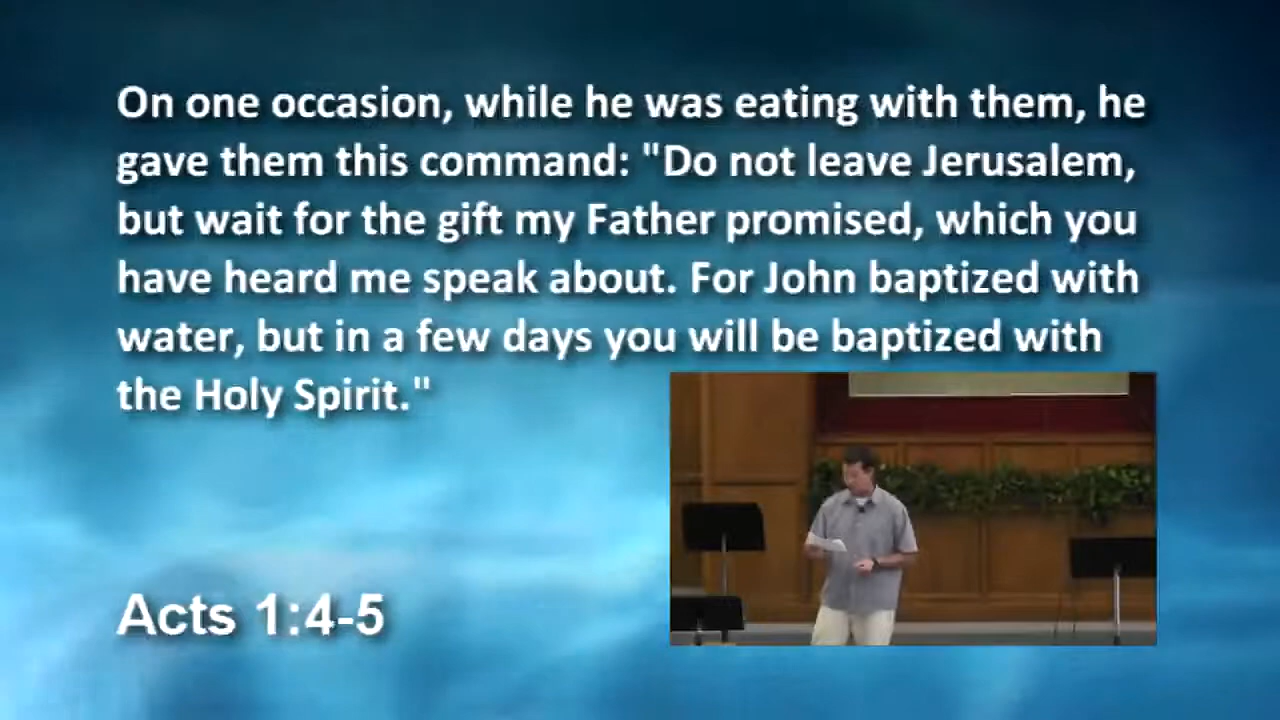 On one occasion, while he was eating with them, he
gave them this command: "Do not leave Jerusalem,
but wait for the gift my Father promised, which you
have heard me speak about. For John baptized with
water, but in a few days you will be baptized with
the Holy Spirit."
Acts 1:4-5